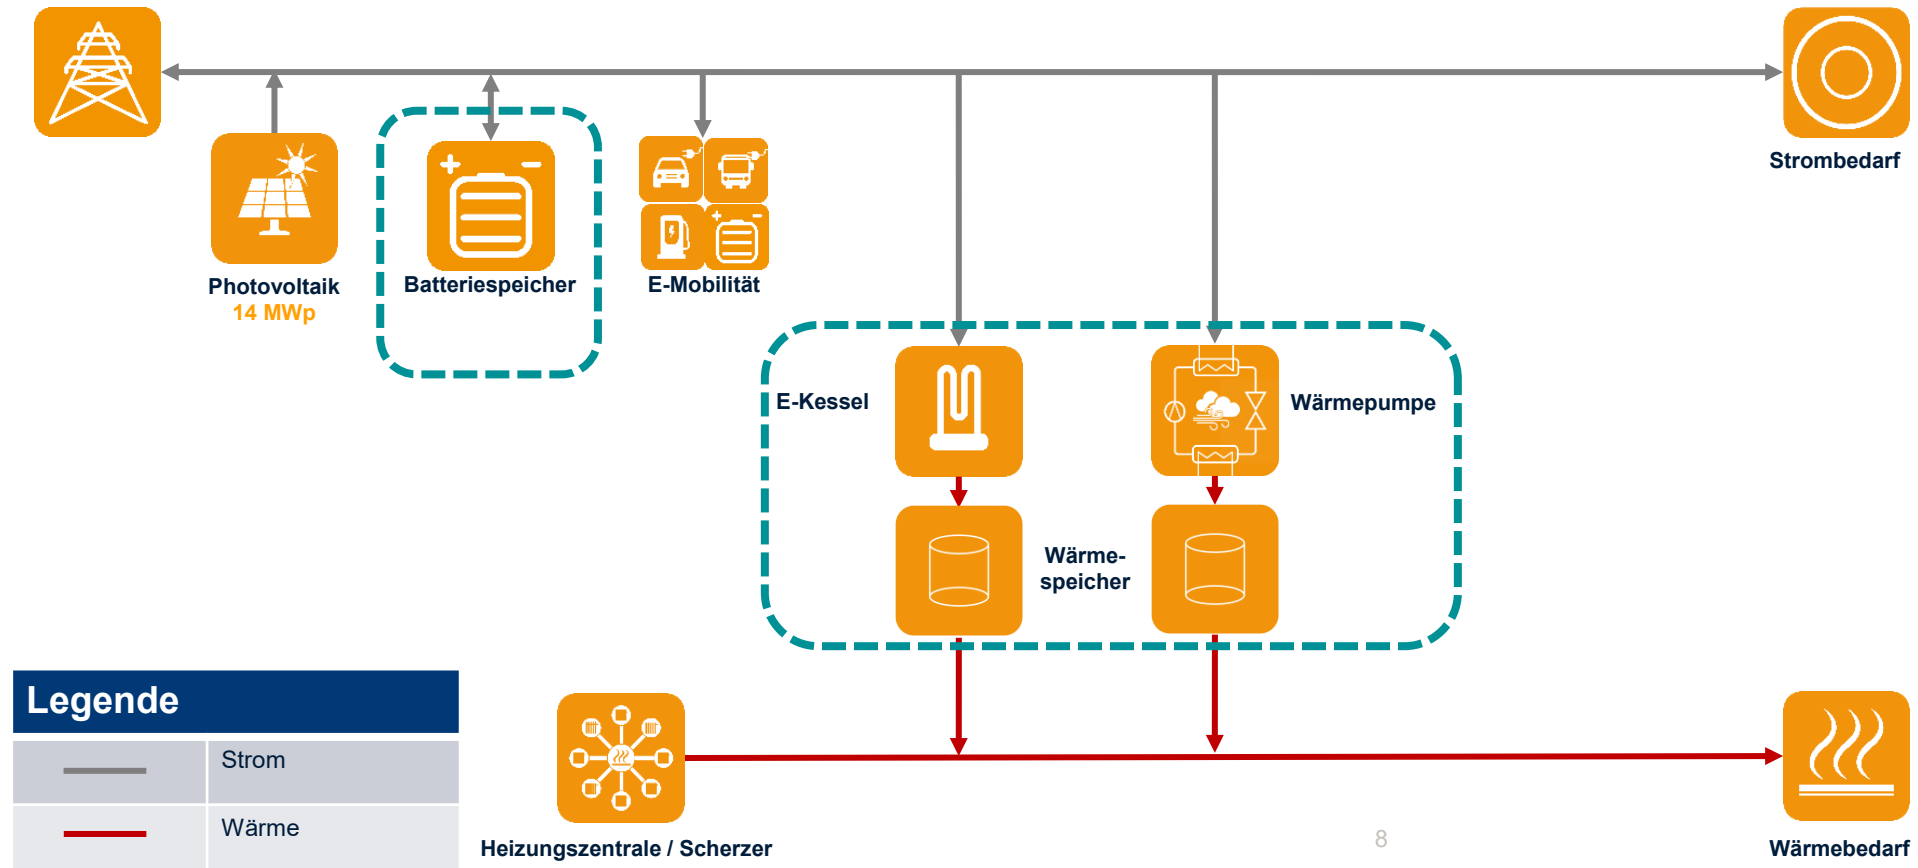 Strombedarf
Photovoltaik
14 MWp
Batteriespeicher
E-Mobilität
E-Kessel
Wärmepumpe
Wärme-
speicher
Legende
Strom
Wärme
Heizungszentrale / Scherzer
8
Wärmebedarf